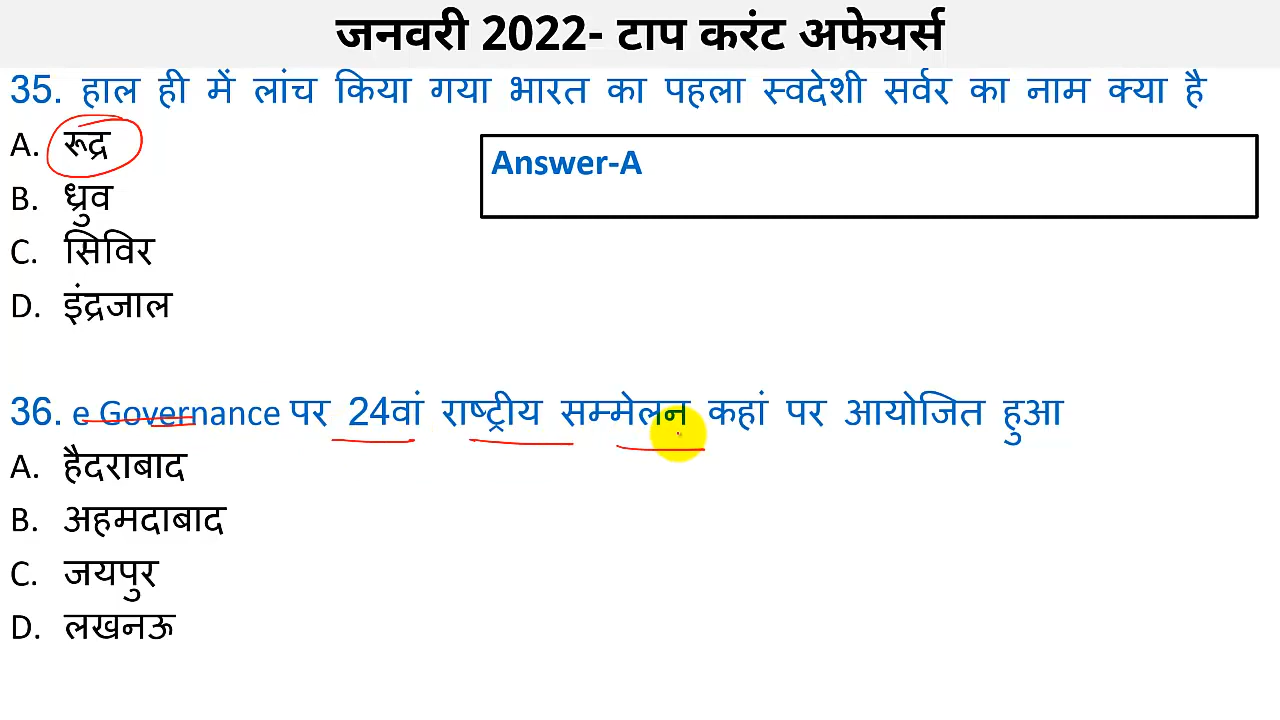 जनवरी 2022- टाप करंट अफेयर्स
35. हाल ही में लांच किया गया भारत का पहला स्वदेशी सर्वर का नाम क्या है
A. रूद्र
Answer-A
B. ध्रुव
C. सिविर
D. इंद्रजाल
36. e Governance पर 24वां राष्ट्रीय सम्मेलन कहां पर आयोजित हुआ
A. हैदराबाद
B. अहमदाबाद
C. जयपुर
D. लखनऊ